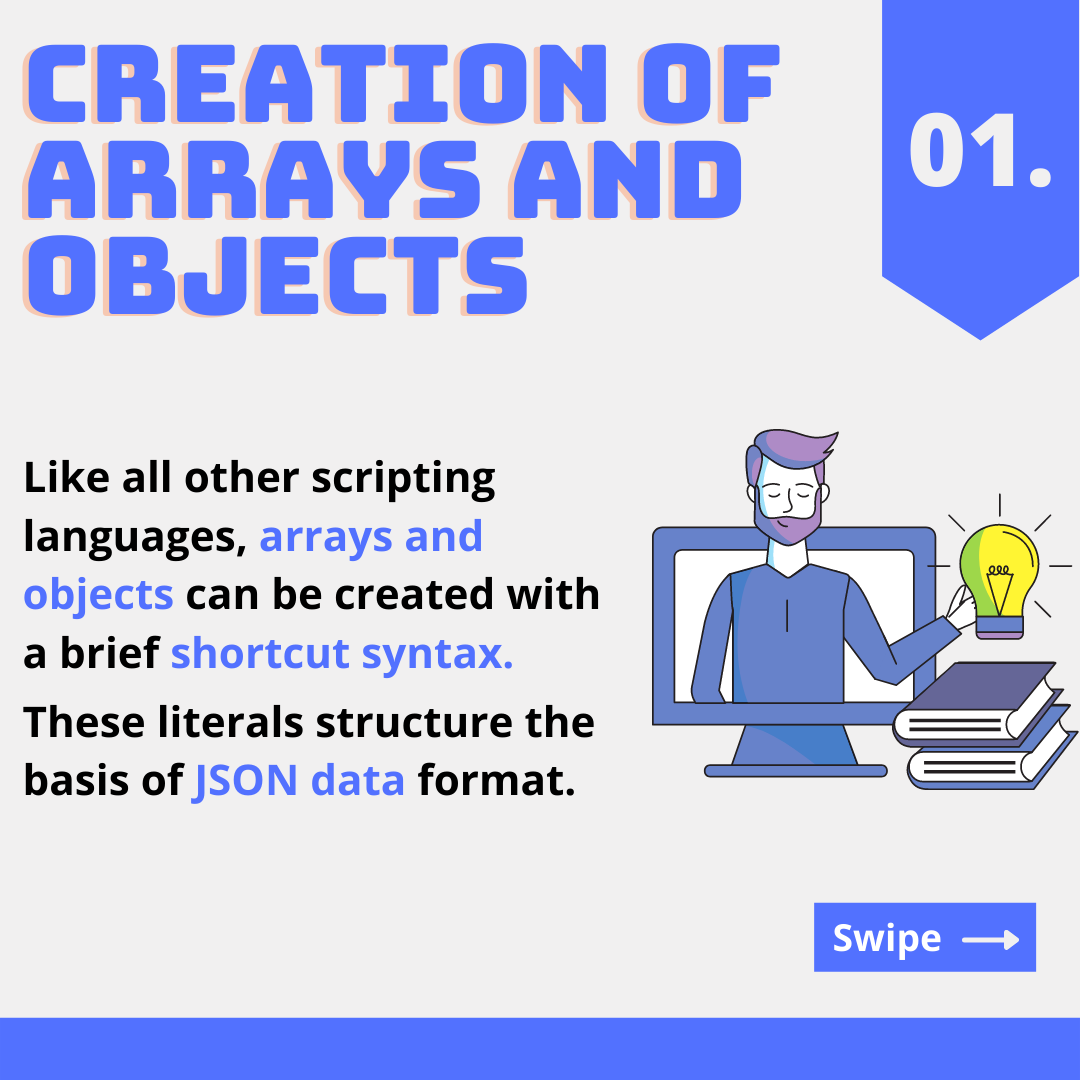 CREATION OF
ARRAYS AND
OBJECTS
01.
Like all other scripting
languages, arrays and
objects can be created with
a brief shortcut syntax.
These literals structure the
basis of JSON data format.
Swipe